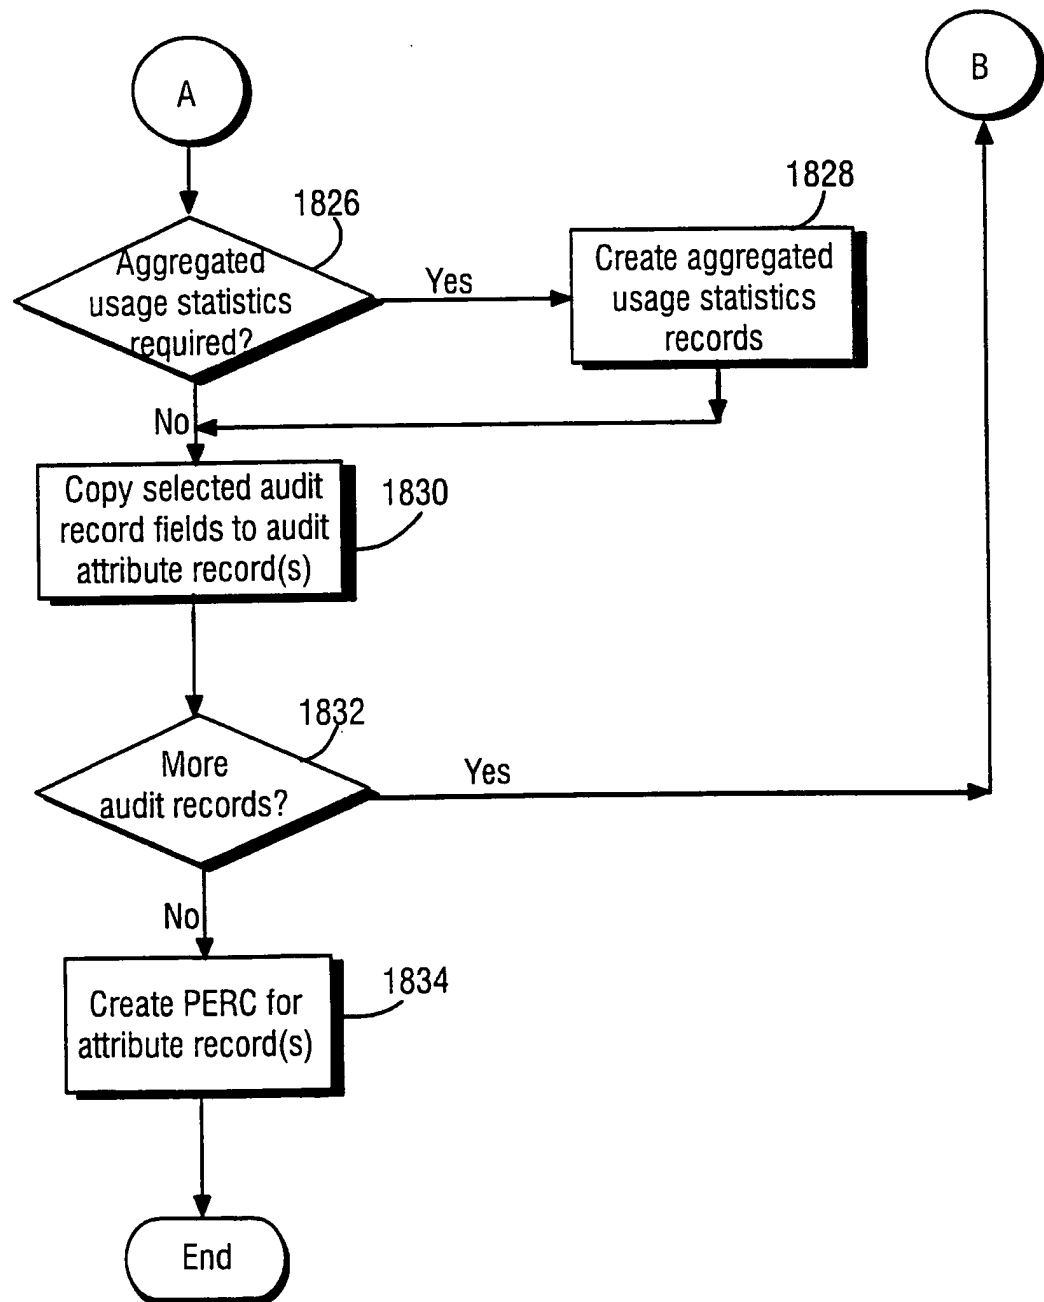 A
B
1826
1828
Aggregated
usage statistics
required?
Yes
Create aggregated
usage statistics
records
No
Copy selected audit
record fields to audit
attribute record(s)
1830
1832
More
audit records?
Yes
No
Create PERC for
attribute record(s)
1834
End